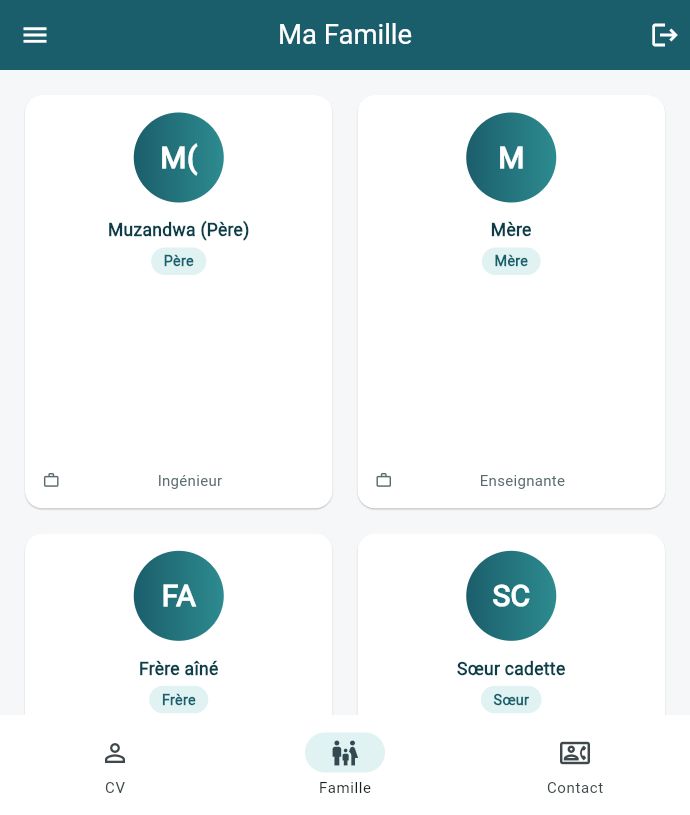 Ma Famille
M(
Muzandwa (Père)
Père
Ingénieur
M
Mère
Mère
Enseignante
FA
Frère aîné
Frère
SC
Sœur cadette
Sœur
CV
Famille
Contact